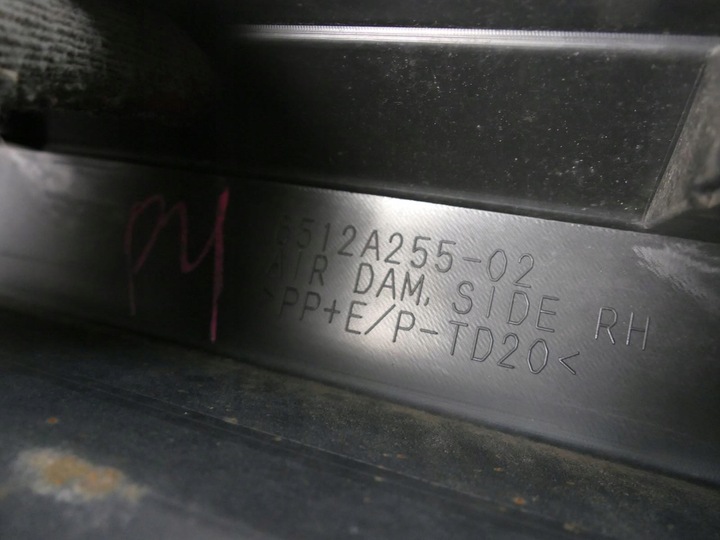 6512A255-02
AIR DAM, SIDE RH
>PP+E/P-TD20<